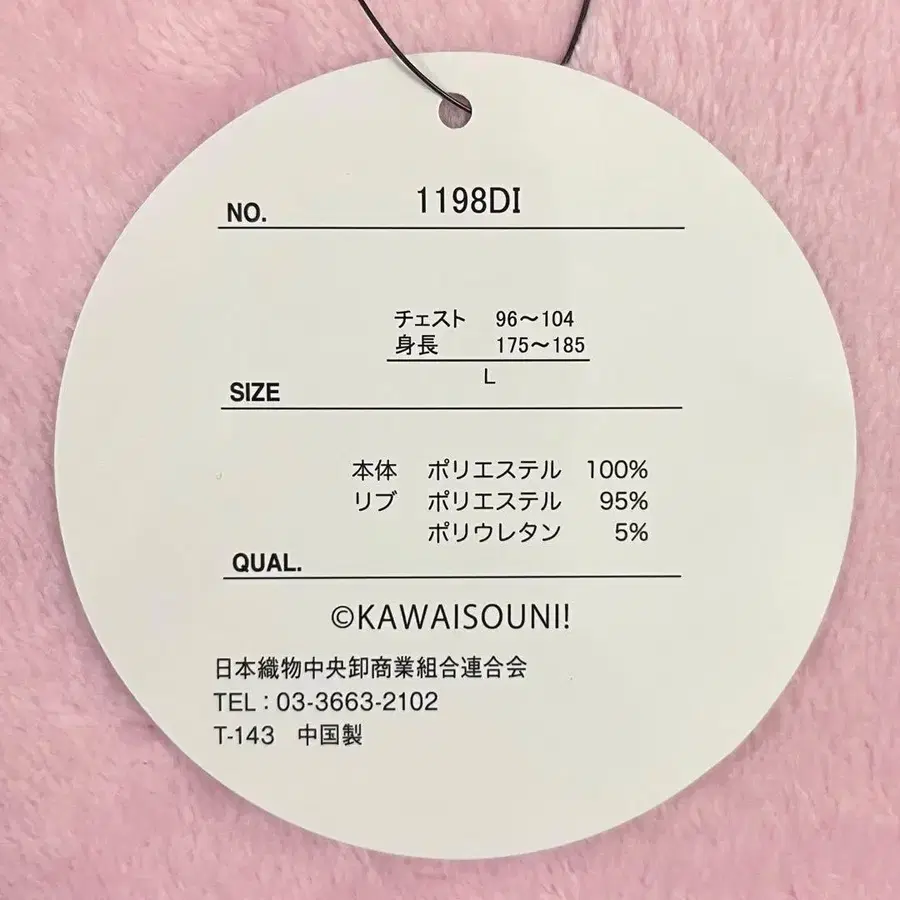 NO. 1198DI
チェスト 96～104
身長 175～185
L
SIZE
本体 ポリエステル 100%
リブ ポリエステル 95%
ポリウレタン 5%
QUAL.
©KAWAISOUNI!
日本織物中央卸商業組合連合会
TEL：03-3663-2102
T-143 中国製